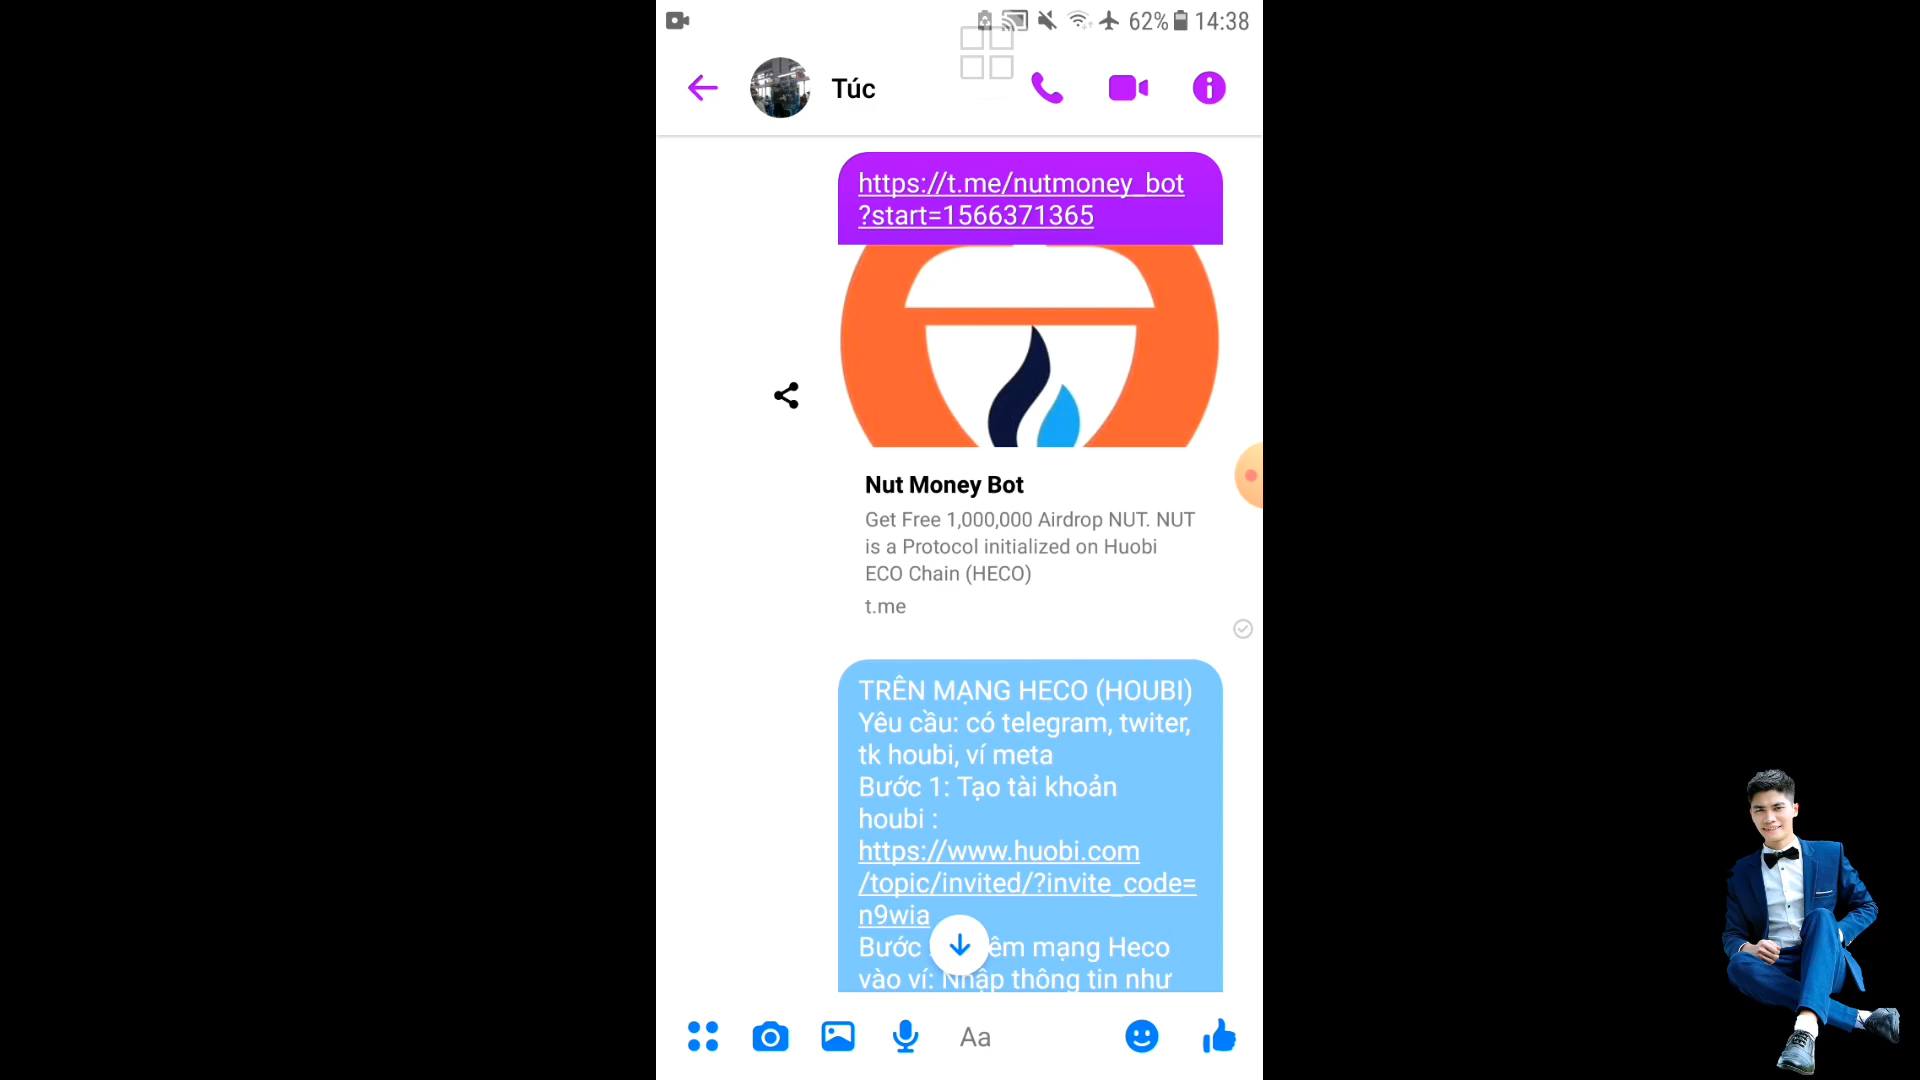 62% 14:38
Túc
https://t.me/nutmoney_bot
?start=1566371365
Nut Money Bot
Get Free 1,000,000 Airdrop NUT. NUT
is a Protocol initialized on Huobi
ECO Chain (HECO)
t.me
TRÊN MẠNG HECO (HOUBI)
Yêu cầu: có telegram, twiter,
tk houbi, ví meta
Bước 1: Tạo tài khoản
houbi :
https://www.huobi.com
/topic/invited/?invite_code=
n9wia
Bước mạng Heco
vào ví: Nhập thông tin như
Aa